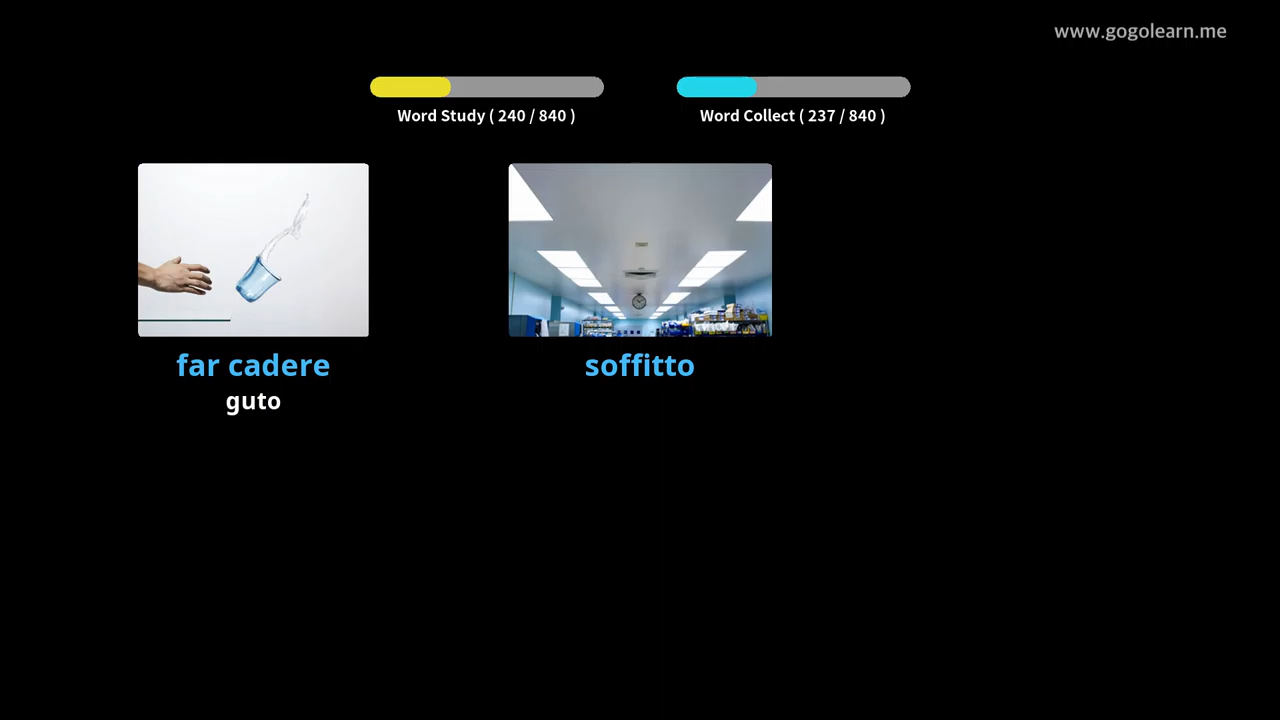 www.gogolearn.me
Word Study ( 240 / 840 )
Word Collect ( 237 / 840 )
far cadere
guto
soffitto